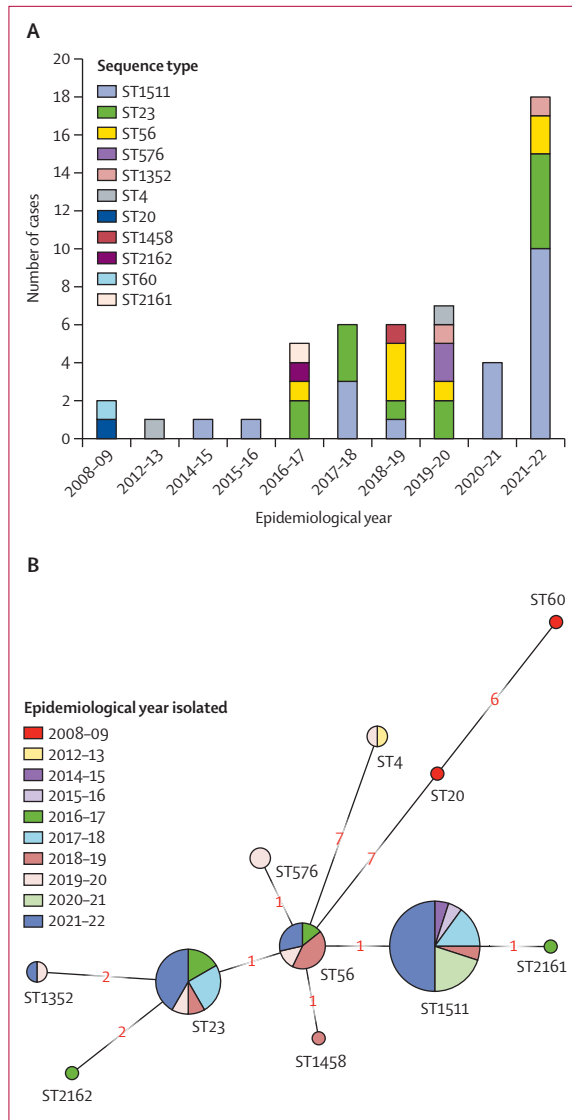 A
Sequence type
ST1511
ST23
ST56
ST576
ST1352
ST4
ST20
ST1458
ST2162
ST60
ST2161
Number of cases
20
18
16
14
12
10
8
6
4
2
0
2008–09
2012–13
2014–15
2015–16
2016–17
2017–18
2018–19
2019–20
2020–21
2021–22
Epidemiological year
B
ST60
6
Epidemiological year isolated
2008–09
2012–13
2014–15
2015–16
2016–17
2017–18
2018–19
2019–20
2020–21
2021–22
ST4
ST20
7
7
ST576
1
1
ST56
1
ST1511
1
ST2161
2
ST1352
ST23
2
1
ST1458
ST2162